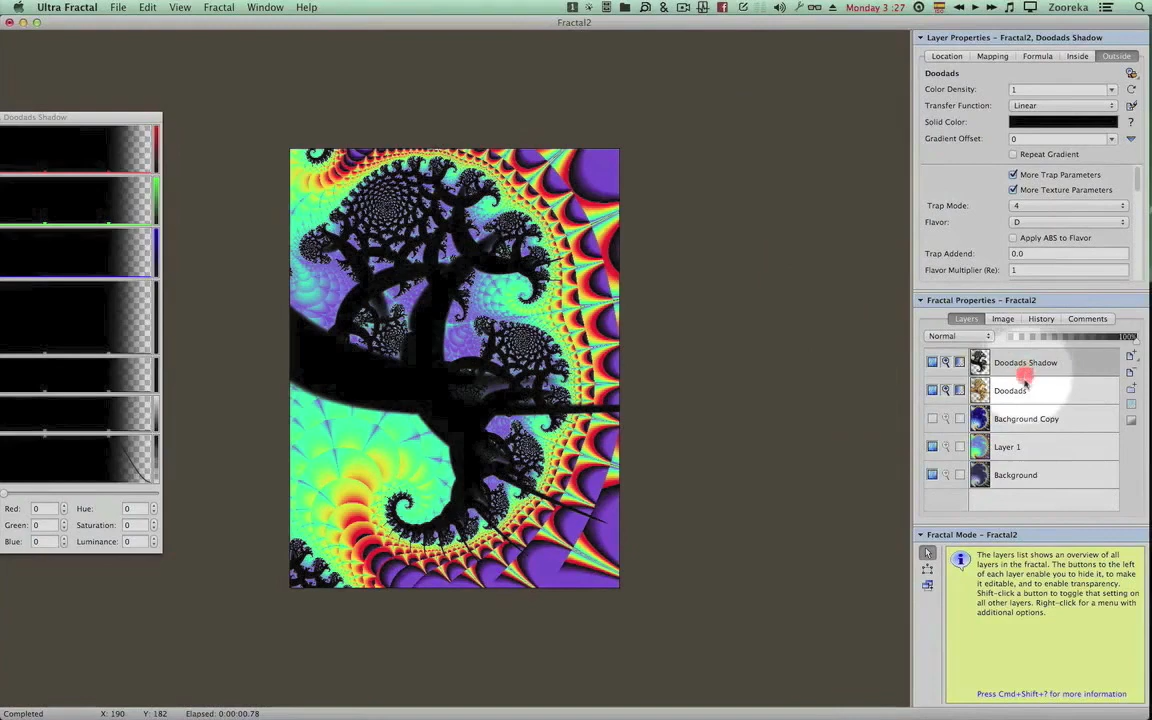 Ultra Fractal File Edit View Fractal Window Help
Monday 3 :27
Zooreka
Fractal2
Doodads Shadow
Red: 0 Hue: 0
Green: 0 Saturation: 0
Blue: 0 Luminance: 0
Layer Properties - Fractal2, Doodads Shadow
Location Mapping Formula Inside Outside
Doodads
Color Density: 1
Transfer Function: Linear
Solid Color: ?
Gradient Offset: 0
Repeat Gradient
More Trap Parameters
More Texture Parameters
Trap Mode: 4
Flavor: D
Apply ABS to Flavor
Trap Addend: 0.0
Flavor Multiplier (Re): 1
Fractal Properties - Fractal2
Layers Image History Comments
Normal 100%
Doodads Shadow
Doodads
Bachground Copy
Layer 1
Background
Fractal Mode - Fractal2
The layers list shows an overview of all
layers in the fractal. The buttons to the left
of each layer enable you to hide it, to make
it editable, and to enable transparency.
Shift-click a button to toggle that setting on
all other layers. Right-click for a menu with
additional options.
Press Cmd+Shift+? for more information
Completed X: 190 Y: 182 Elapsed: 0:00:00.78